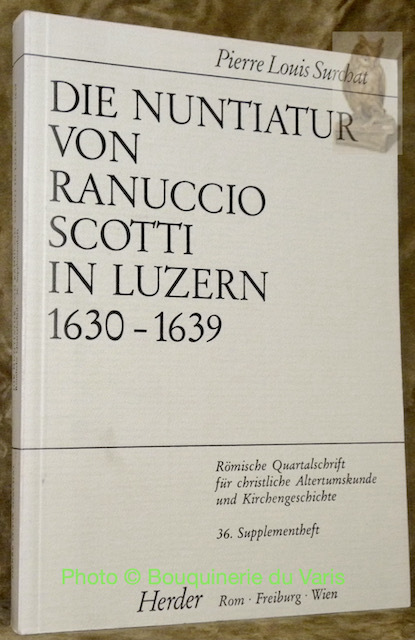 Pierre Louis Surchat
DIE NUNTIATUR
VON
RANUCCIO
SCOTTI
IN LUZERN
1630 – 1639
Römische Quartalschrift
für christliche Altertumskunde
und Kirchengeschichte
36. Supplementheft
Photo © Bouquinerie du Vans
Herder Rom · Freiburg · Wien